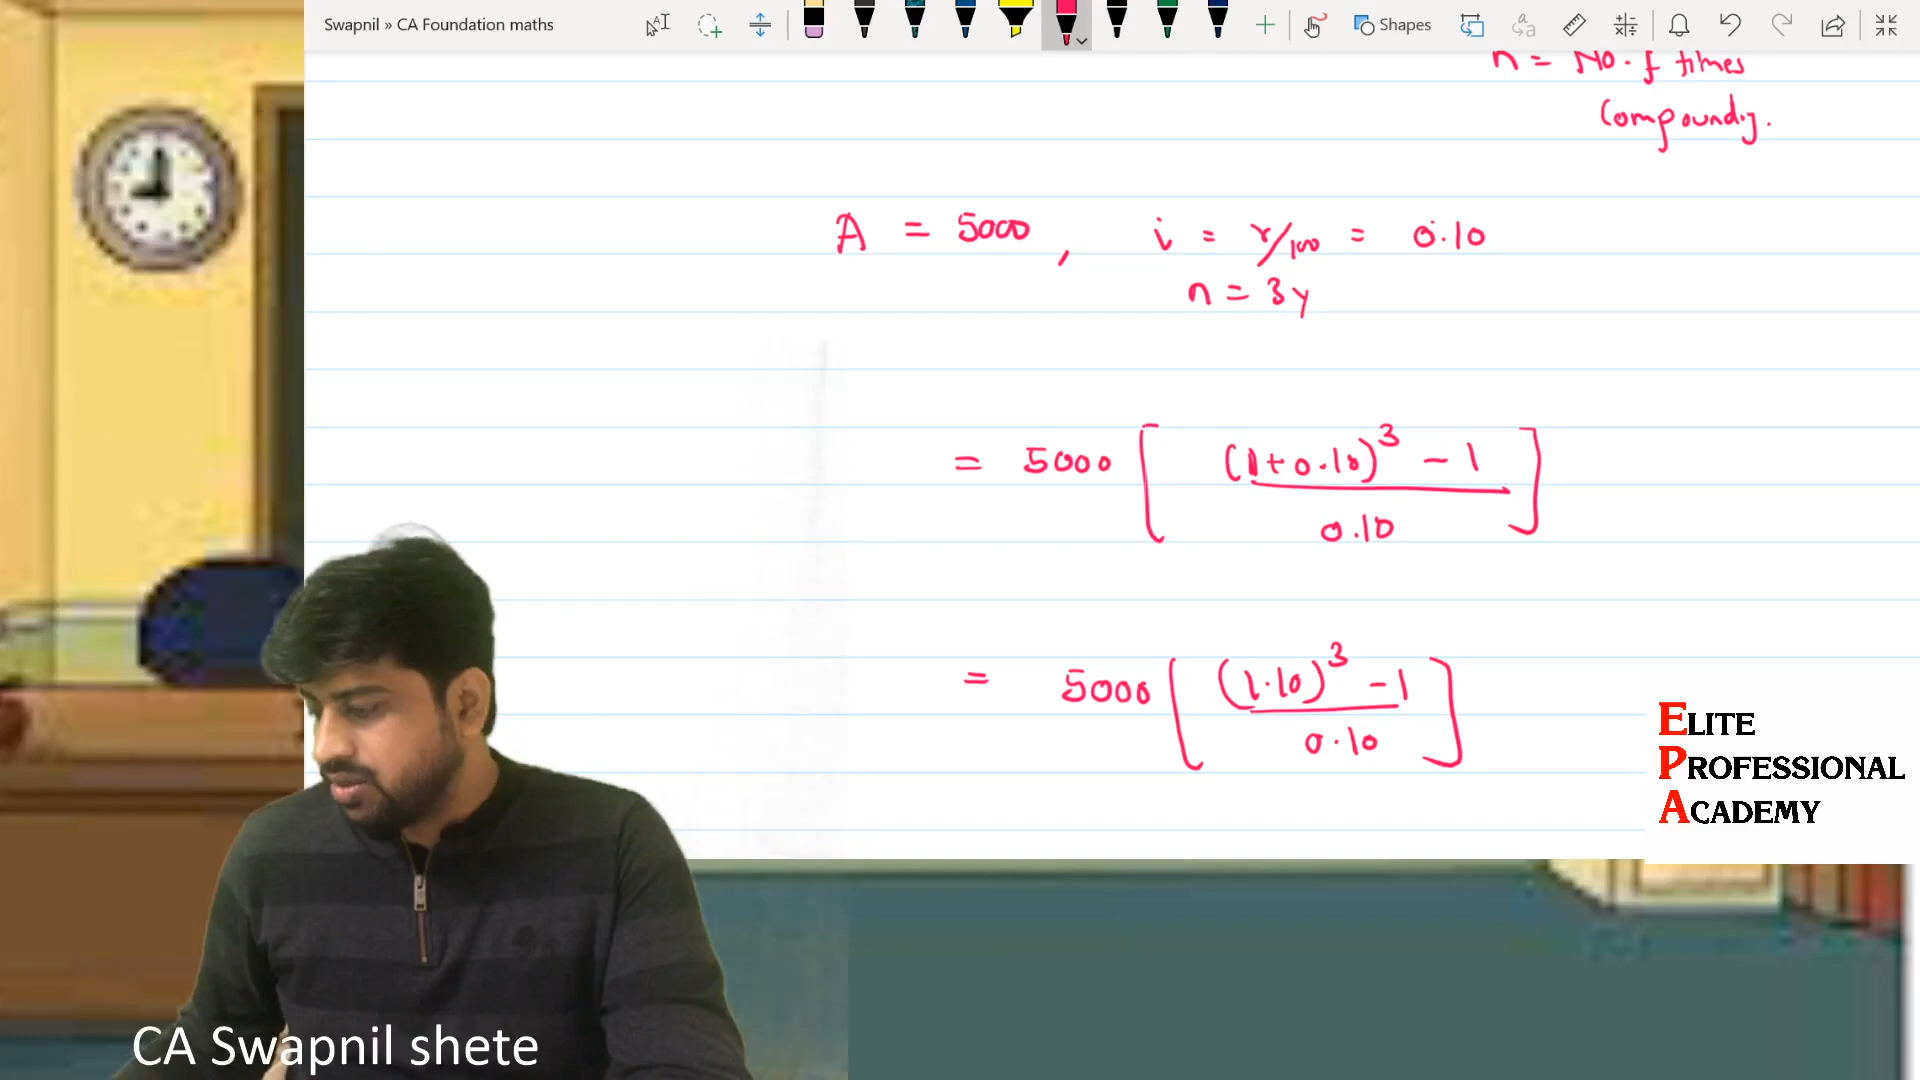 Swapnil » CA Foundation maths
Shapes
n = No. of times
Compoundig.
A = 5000, i = r/100 = 0.10
n = 3y
= 5000 [ (1+0.10)³ - 1
0.10 ]
= 5000 [ (1.10)³ - 1
0.10 ]
ELITE
PROFESSIONAL
ACADEMY
CA Swapnil shete